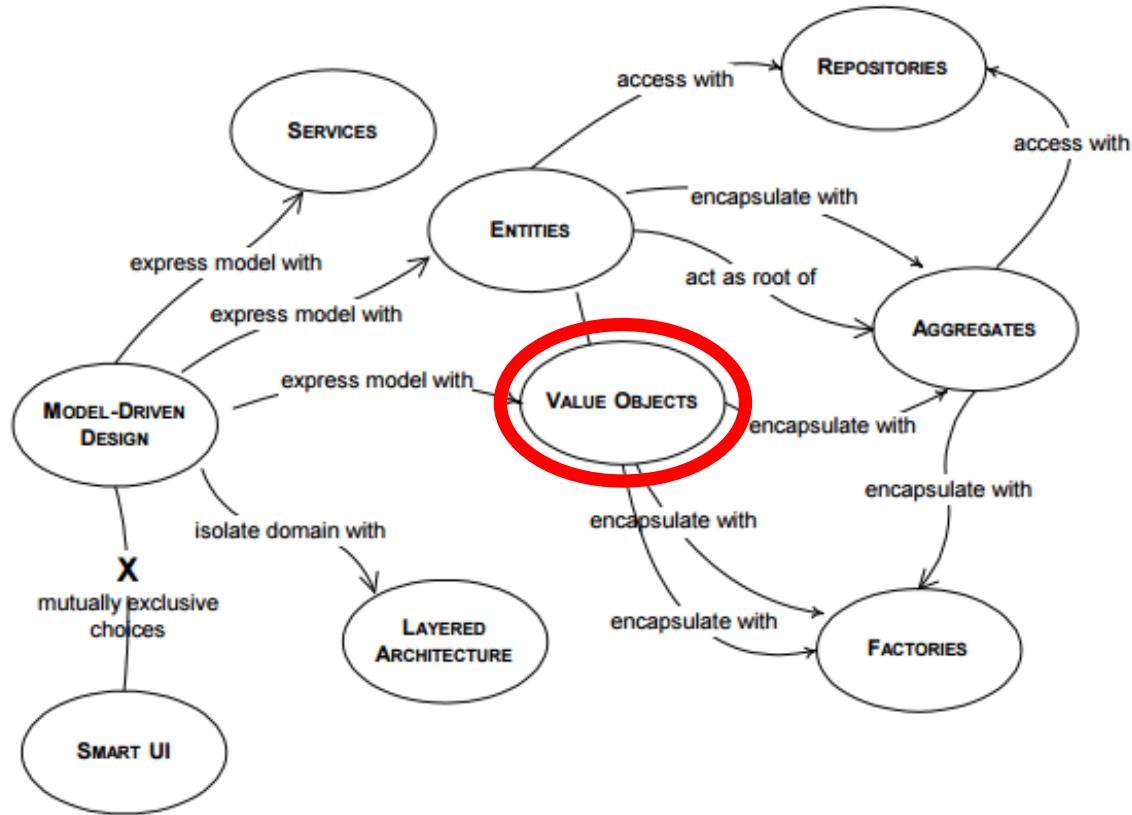 REPOSITORIES
access with
SERVICES
access with
encapsulate with
ENTITIES
express model with
act as root of
express model with
AGGREGATES
express model with
VALUE OBJECTS
MODEL-DRIVEN
DESIGN
encapsulate with
encapsulate with
encapsulate with
isolate domain with
X
mutually exclusive
choices
encapsulate with
LAYERED
ARCHITECTURE
FACTORIES
SMART UI